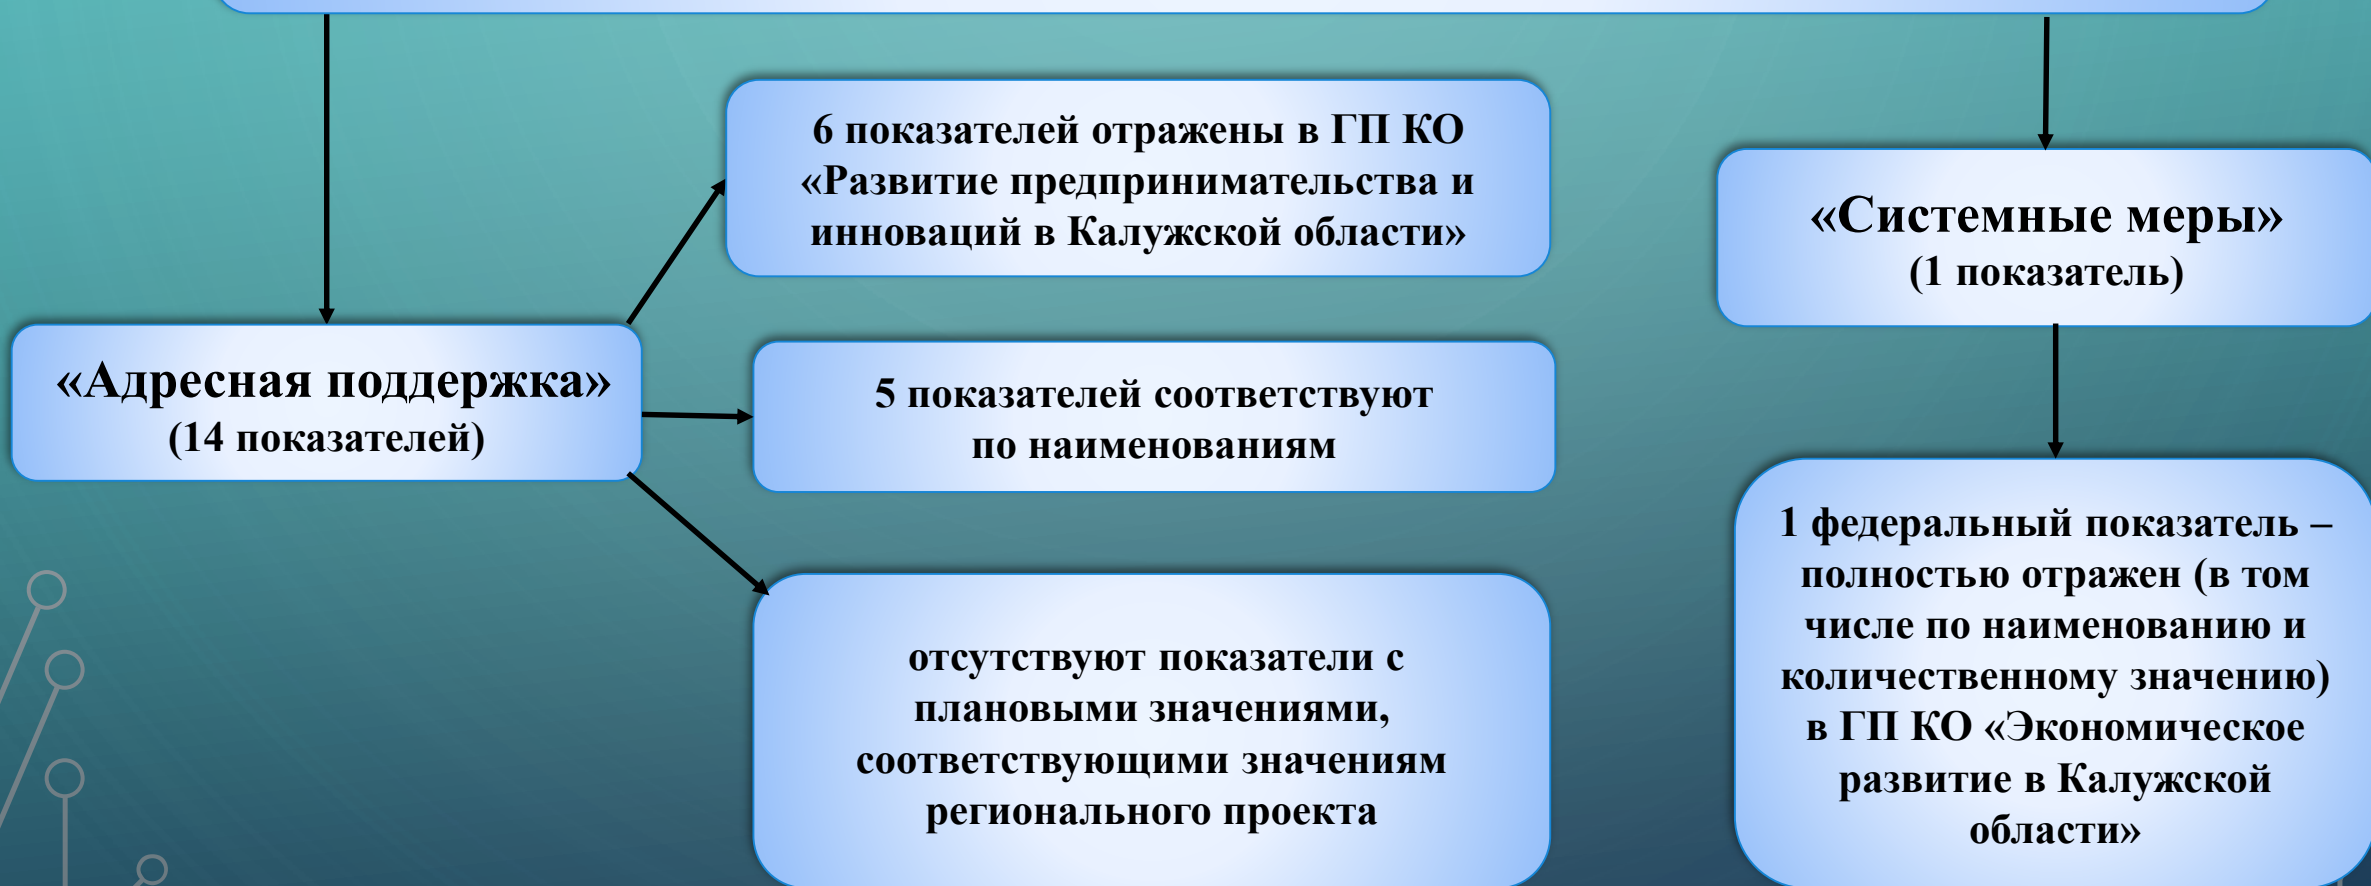 «Адресная поддержка»
(14 показателей)
6 показателей отражены в ГП КО
«Развитие предпринимательства и
инноваций в Калужской области»
5 показателей соответствуют
по наименованиям
отсутствуют показатели с
плановыми значениями,
соответствующими значениям
регионального проекта
«Системные меры»
(1 показатель)
1 федеральный показатель –
полностью отражен (в том
числе по наименованию и
количественному значению)
в ГП КО «Экономическое
развитие в Калужской
области»